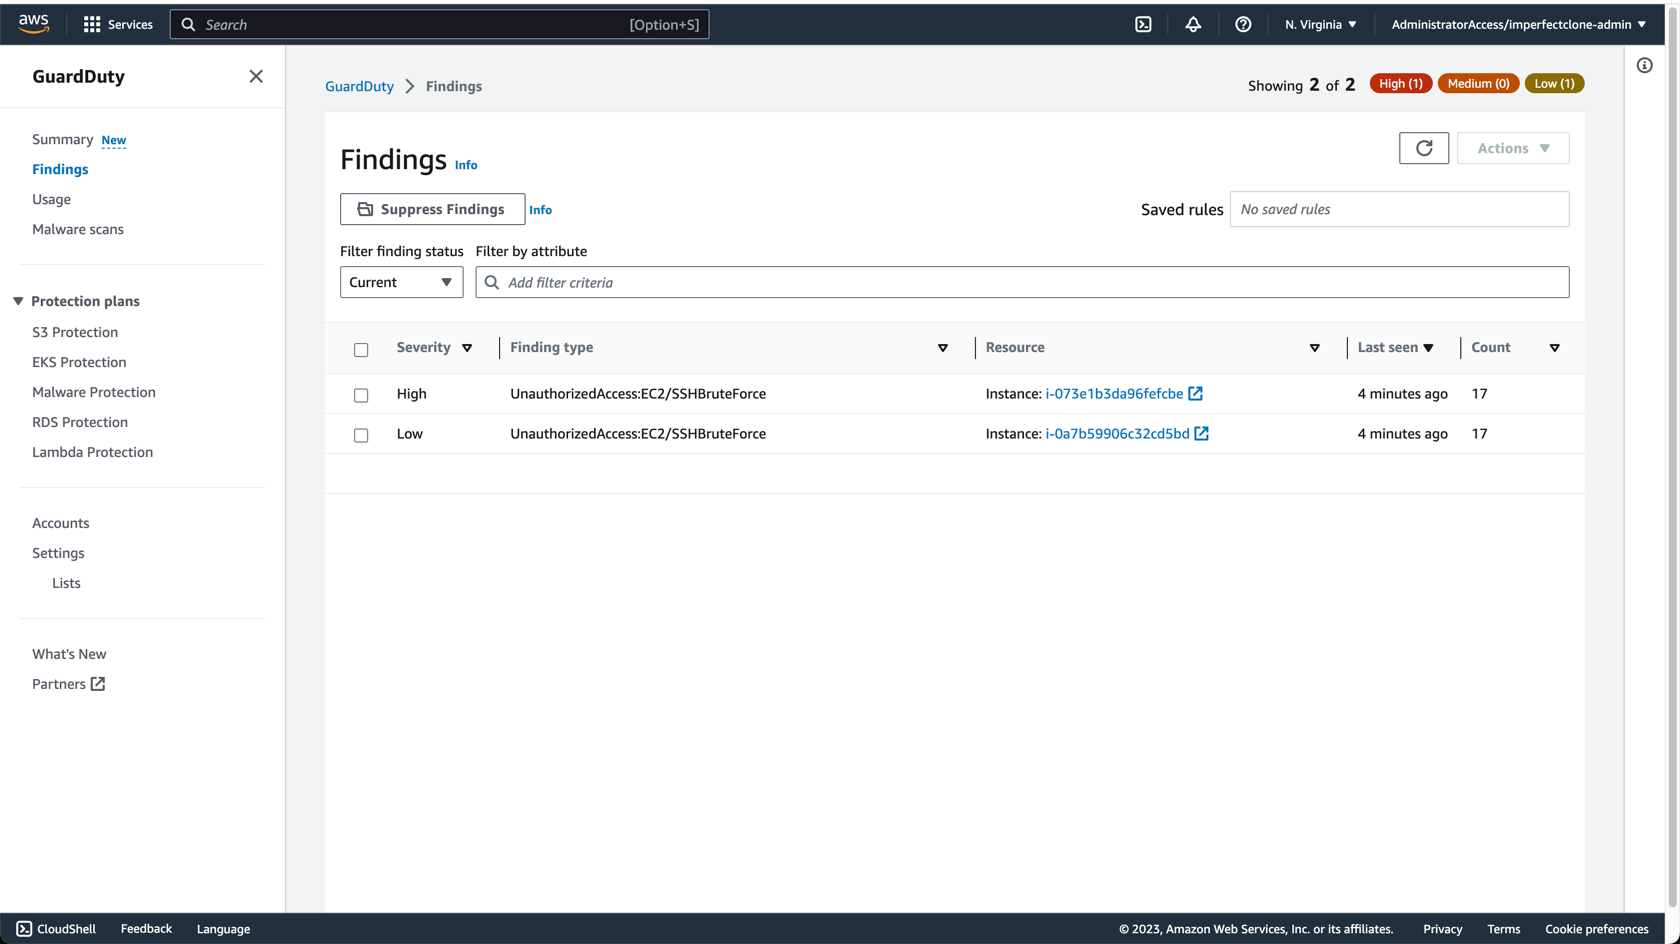 aws
Services
Search
[Option+S]
N. Virginia
AdministratorAccess/imperfectclone-admin
GuardDuty
Summary New
Findings
Usage
Malware scans
Protection plans
S3 Protection
EKS Protection
Malware Protection
RDS Protection
Lambda Protection
Accounts
Settings
Lists
What's New
Partners
GuardDuty
Findings
Showing 2 of 2
High (1)
Medium (0)
Low (1)
Findings Info
Actions
Suppress Findings
Info
Saved rules
No saved rules
Filter finding status
Filter by attribute
Current
Add filter criteria
Severity
Finding type
Resource
Last seen
Count
High
UnauthorizedAccess:EC2/SSHBruteForce
Instance: i-073e1b3da96fefcbe
4 minutes ago
17
Low
UnauthorizedAccess:EC2/SSHBruteForce
Instance: i-0a7b59906c32cd5bd
4 minutes ago
17
CloudShell
Feedback
Language
© 2023, Amazon Web Services, Inc. or its affiliates.
Privacy
Terms
Cookie preferences